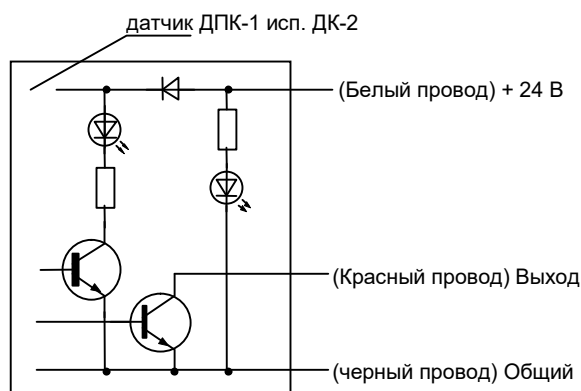 датчик ДПК-1 исп. ДК-2
(Белый провод) + 24 В
(Красный провод) Выход
(черный провод) Общий